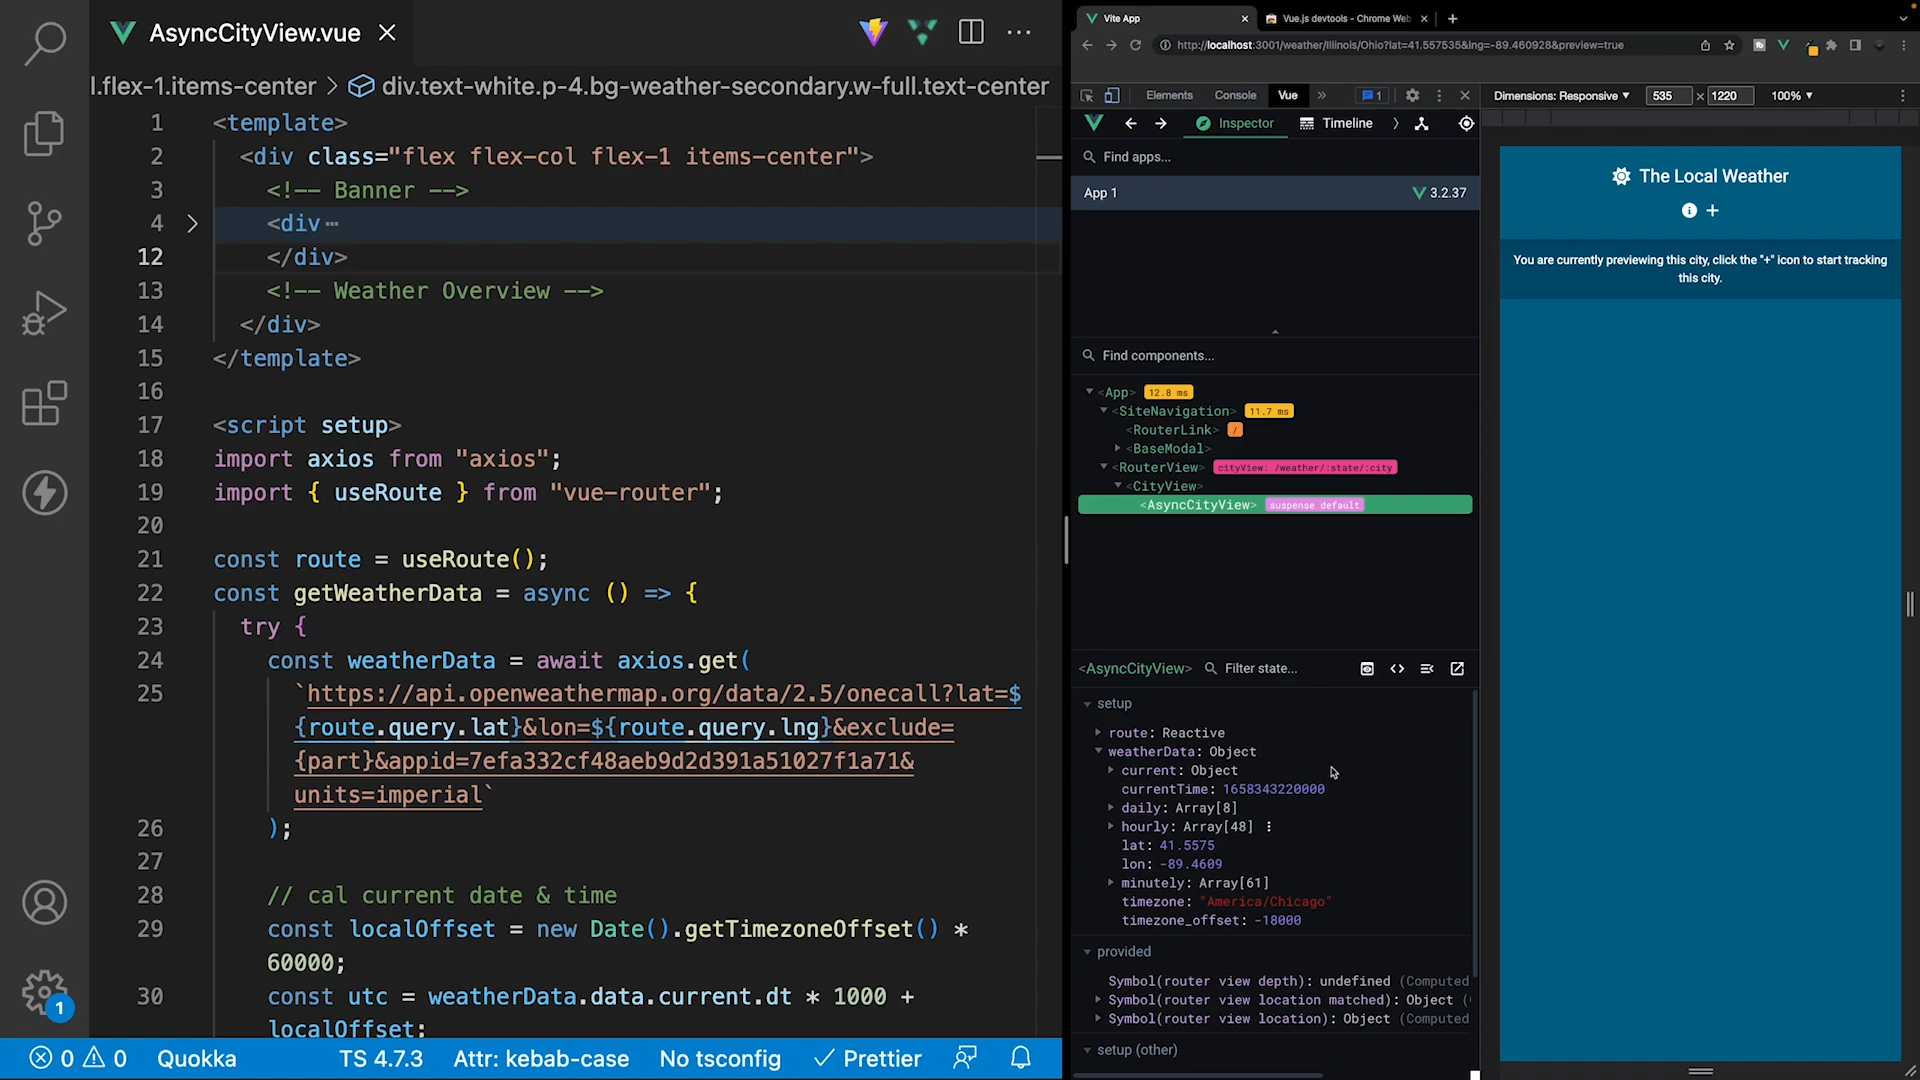 AsyncCityView.vue
l.flex-1.items-center > div.text-white.p-4.bg-weather-secondary.w-full.text-center
1 <template>
2 <div class="flex flex-col flex-1 items-center">
3 <!-- Banner -->
4 <div ⋯
12 </div>
13 <!-- Weather Overview -->
14 </div>
15 </template>
16
17 <script setup>
18 import axios from "axios";
19 import { useRoute } from "vue-router";
20
21 const route = useRoute();
22 const getWeatherData = async () => {
23 try {
24 const weatherData = await axios.get(
25 `https://api.openweathermap.org/data/2.5/onecall?lat=$
{route.query.lat}&lon=${route.query.lng}&exclude=
{part}&appid=7efa332cf48aeb9d2d391a51027f1a71&
units=imperial`
26 );
27
28 // cal current date & time
29 const localOffset = new Date().getTimezoneOffset() *
60000;
30 const utc = weatherData.data.current.dt * 1000 +
localOffset;
1
0 0 Quokka TS 4.7.3 Attr: kebab-case No tsconfig Prettier
Vite App
Vue.js devtools - Chrome Web
http://localhost:3001/weather/Illinois/Ohio?lat=41.557535&lng=-89.460928&preview=true
Elements Console Vue » 1
Dimensions: Responsive 535 × 1220 100%
Inspector Timeline
Find apps...
App 1 3.2.37
Find components...
<App> 12.8 ms
<SiteNavigation> 11.7 ms
<RouterLink> /
<BaseModal>
<RouterView> cityView: /weather/:state/:city
<CityView>
<AsyncCityView> suspense default
<AsyncCityView> Filter state...
setup
route: Reactive
weatherData: Object
current: Object
currentTime: 1658343220000
daily: Array[8]
hourly: Array[48]
lat: 41.5575
lon: -89.4609
minutely: Array[61]
timezone: "America/Chicago"
timezone_offset: -18000
provided
Symbol(router view depth): undefined (Computed
Symbol(router view location matched): Object (
Symbol(router view location): Object (Computed
setup (other)
The Local Weather
You are currently previewing this city, click the "+" icon to start tracking
this city.